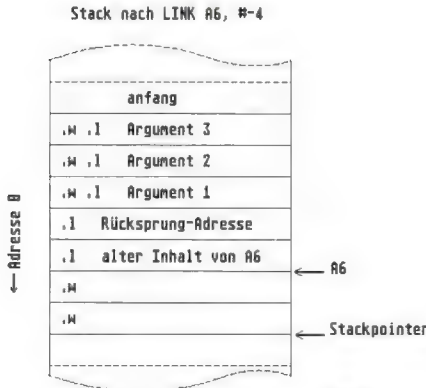 Stack nach LINK A6, #-4
anfang
.w .l Argument 3
.w .l Argument 2
.w .l Argument 1
.l Rücksprung-Adresse
.l alter Inhalt von A6
← A6
.w
.w
← Stackpointer
← Adresse 0